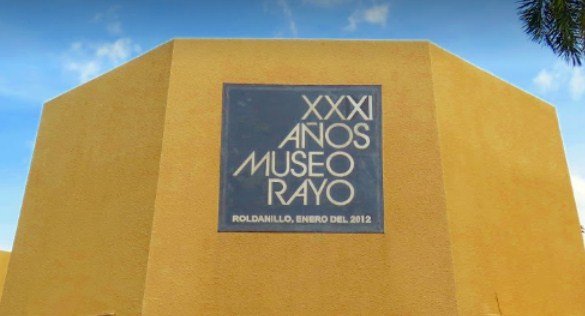 XXXI
AÑOS
MUSEO
RAYO
ROLDANILLO, ENERO DEL 2012